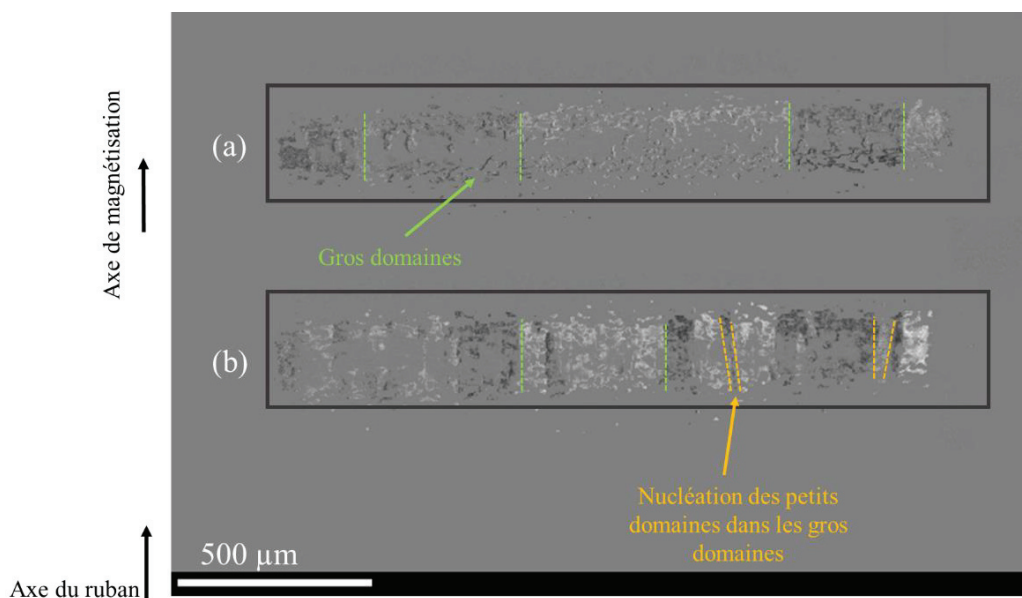 Axe de magnétisation
(a)
Gros domaines
(b)
Nucléation des petits
domaines dans les gros
domaines
500 µm
Axe du ruban